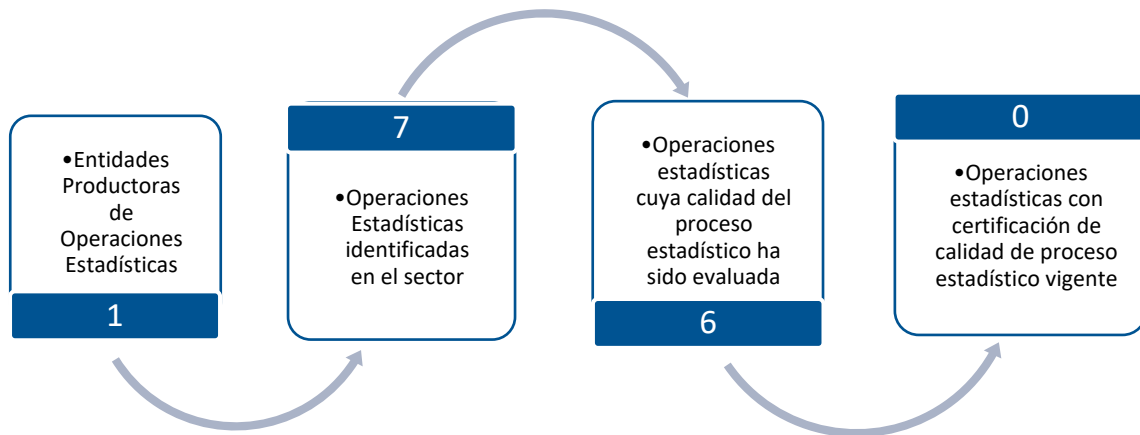 •Entidades
Productoras
de
Operaciones
Estadísticas
1
7
•Operaciones
Estadísticas
identificadas
en el sector
•Operaciones
estadísticas
cuya calidad del
proceso
estadístico ha
sido evaluada
6
0
•Operaciones
estadísticas con
certificación de
calidad de proceso
estadístico vigente